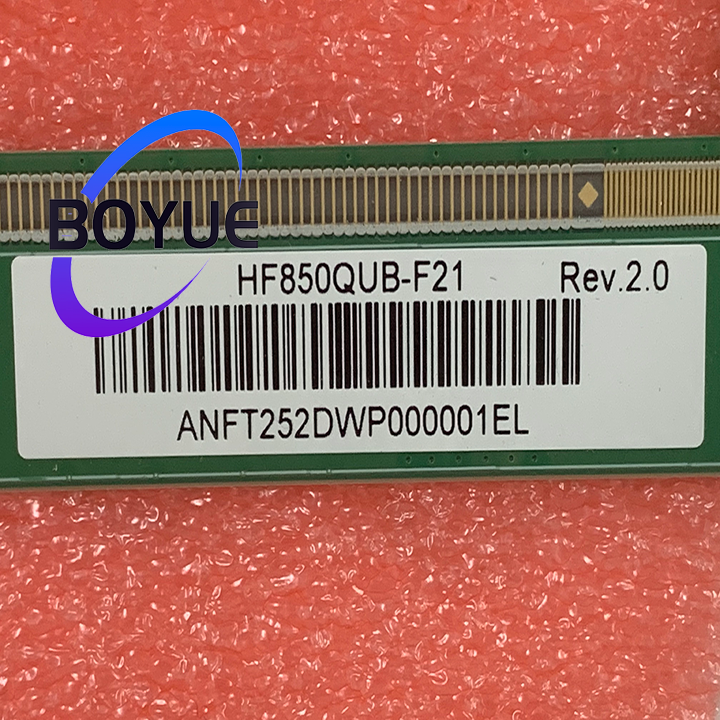 BOYUE
HF850QUB-F21 Rev.2.0
ANFT252DWP000001EL